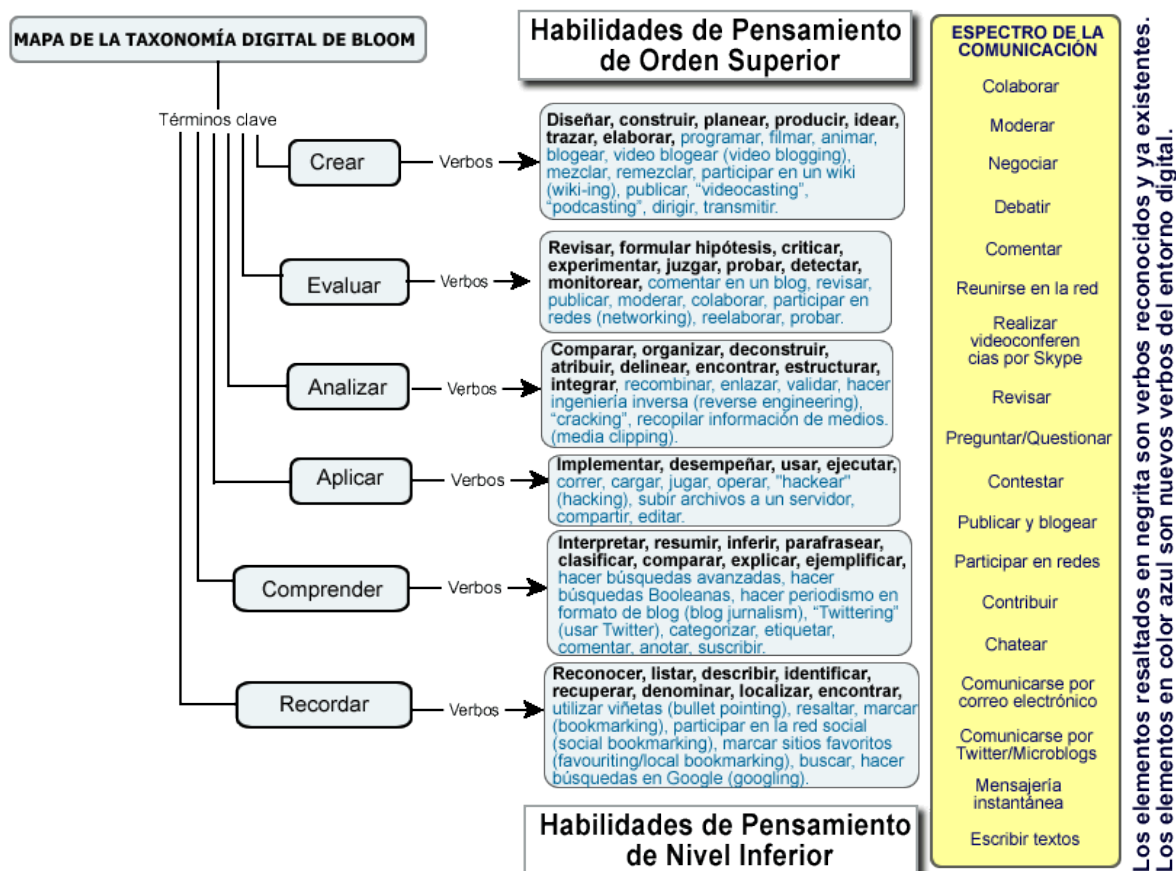 MAPA DE LA TAXONOMÍA DIGITAL DE BLOOM
Términos clave
Habilidades de Pensamiento
de Orden Superior
Crear
Verbos
Diseñar, construir, planear, producir, idear,
trazar, elaborar, programar, filmar, animar,
blogear, video blogear (video blogging),
mezclar, remezclar, participar en un wiki
(wiki-ing), publicar, “videocasting”,
“podcasting”, dirigir, transmitir.
Evaluar
Verbos
Revisar, formular hipótesis, criticar,
experimentar, juzgar, probar, detectar,
monitorear, comentar en un blog, revisar,
publicar, moderar, colaborar, participar en
redes (networking), reelaborar, probar.
Analizar
Verbos
Comparar, organizar, deconstruir,
atribuir, delinear, encontrar, estructurar,
integrar, recombinar, enlazar, validar, hacer
ingeniería inversa (reverse engineering),
“cracking”, recopilar información de medios.
(media clipping).
Aplicar
Verbos
Implementar, desempeñar, usar, ejecutar,
correr, cargar, jugar, operar, "hackear"
(hacking), subir archivos a un servidor,
compartir, editar.
Comprender
Verbos
Interpretar, resumir, inferir, parafrasear,
clasificar, comparar, explicar, ejemplificar,
hacer búsquedas avanzadas, hacer
búsquedas Booleanas, hacer periodismo en
formato de blog (blog jurnalism), “Twittering”
(usar Twitter), categorizar, etiquetar,
comentar, anotar, suscribir.
Recordar
Verbos
Reconocer, listar, describir, identificar,
recuperar, denominar, localizar, encontrar,
utilizar viñetas (bullet pointing), resaltar, marcar
(bookmarking), participar en la red social
(social bookmarking), marcar sitios favoritos
(favouriting/local bookmarking), buscar, hacer
búsquedas en Google (googling).
Habilidades de Pensamiento
de Nivel Inferior
ESPECTRO DE LA
COMUNICACIÓN
Colaborar
Moderar
Negociar
Debatir
Comentar
Reunirse en la red
Realizar
videoconferen
cias por Skype
Revisar
Preguntar/Questionar
Contestar
Publicar y blogear
Participar en redes
Contribuir
Chatear
Comunicarse por
correo electrónico
Comunicarse por
Twitter/Microblogs
Mensajería
instantánea
Escribir textos
Los elementos resaltados en negrita son verbos reconocidos y ya existentes.
Los elementos en color azul son nuevos verbos del entorno digital.